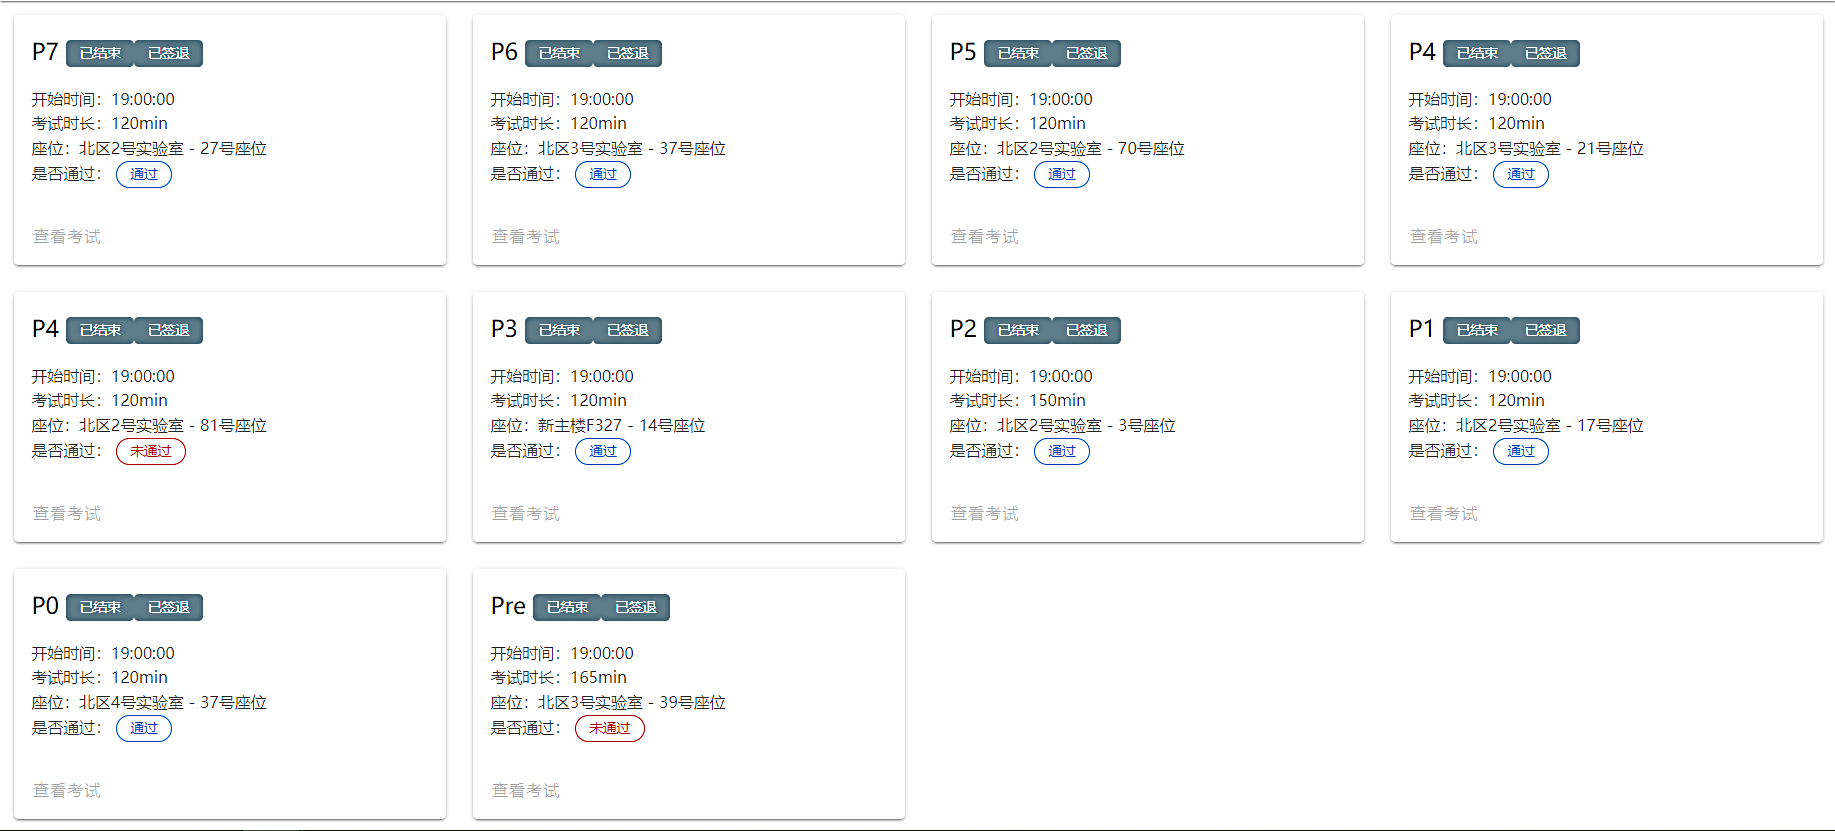 P7 已结束 已签退
开始时间：19:00:00
考试时长：120min
座位：北区2号实验室 - 27号座位
是否通过： 通过
查看考试
P6 已结束 已签退
开始时间：19:00:00
考试时长：120min
座位：北区3号实验室 - 37号座位
是否通过： 通过
查看考试
P5 已结束 已签退
开始时间：19:00:00
考试时长：120min
座位：北区2号实验室 - 70号座位
是否通过： 通过
查看考试
P4 已结束 已签退
开始时间：19:00:00
考试时长：120min
座位：北区3号实验室 - 21号座位
是否通过： 通过
查看考试
P4 已结束 已签退
开始时间：19:00:00
考试时长：120min
座位：北区2号实验室 - 81号座位
是否通过： 未通过
查看考试
P3 已结束 已签退
开始时间：19:00:00
考试时长：120min
座位：新主楼F327 - 14号座位
是否通过： 通过
查看考试
P2 已结束 已签退
开始时间：19:00:00
考试时长：150min
座位：北区2号实验室 - 3号座位
是否通过： 通过
查看考试
P1 已结束 已签退
开始时间：19:00:00
考试时长：120min
座位：北区2号实验室 - 17号座位
是否通过： 通过
查看考试
P0 已结束 已签退
开始时间：19:00:00
考试时长：120min
座位：北区4号实验室 - 37号座位
是否通过： 通过
查看考试
Pre 已结束 已签退
开始时间：19:00:00
考试时长：165min
座位：北区3号实验室 - 39号座位
是否通过： 未通过
查看考试